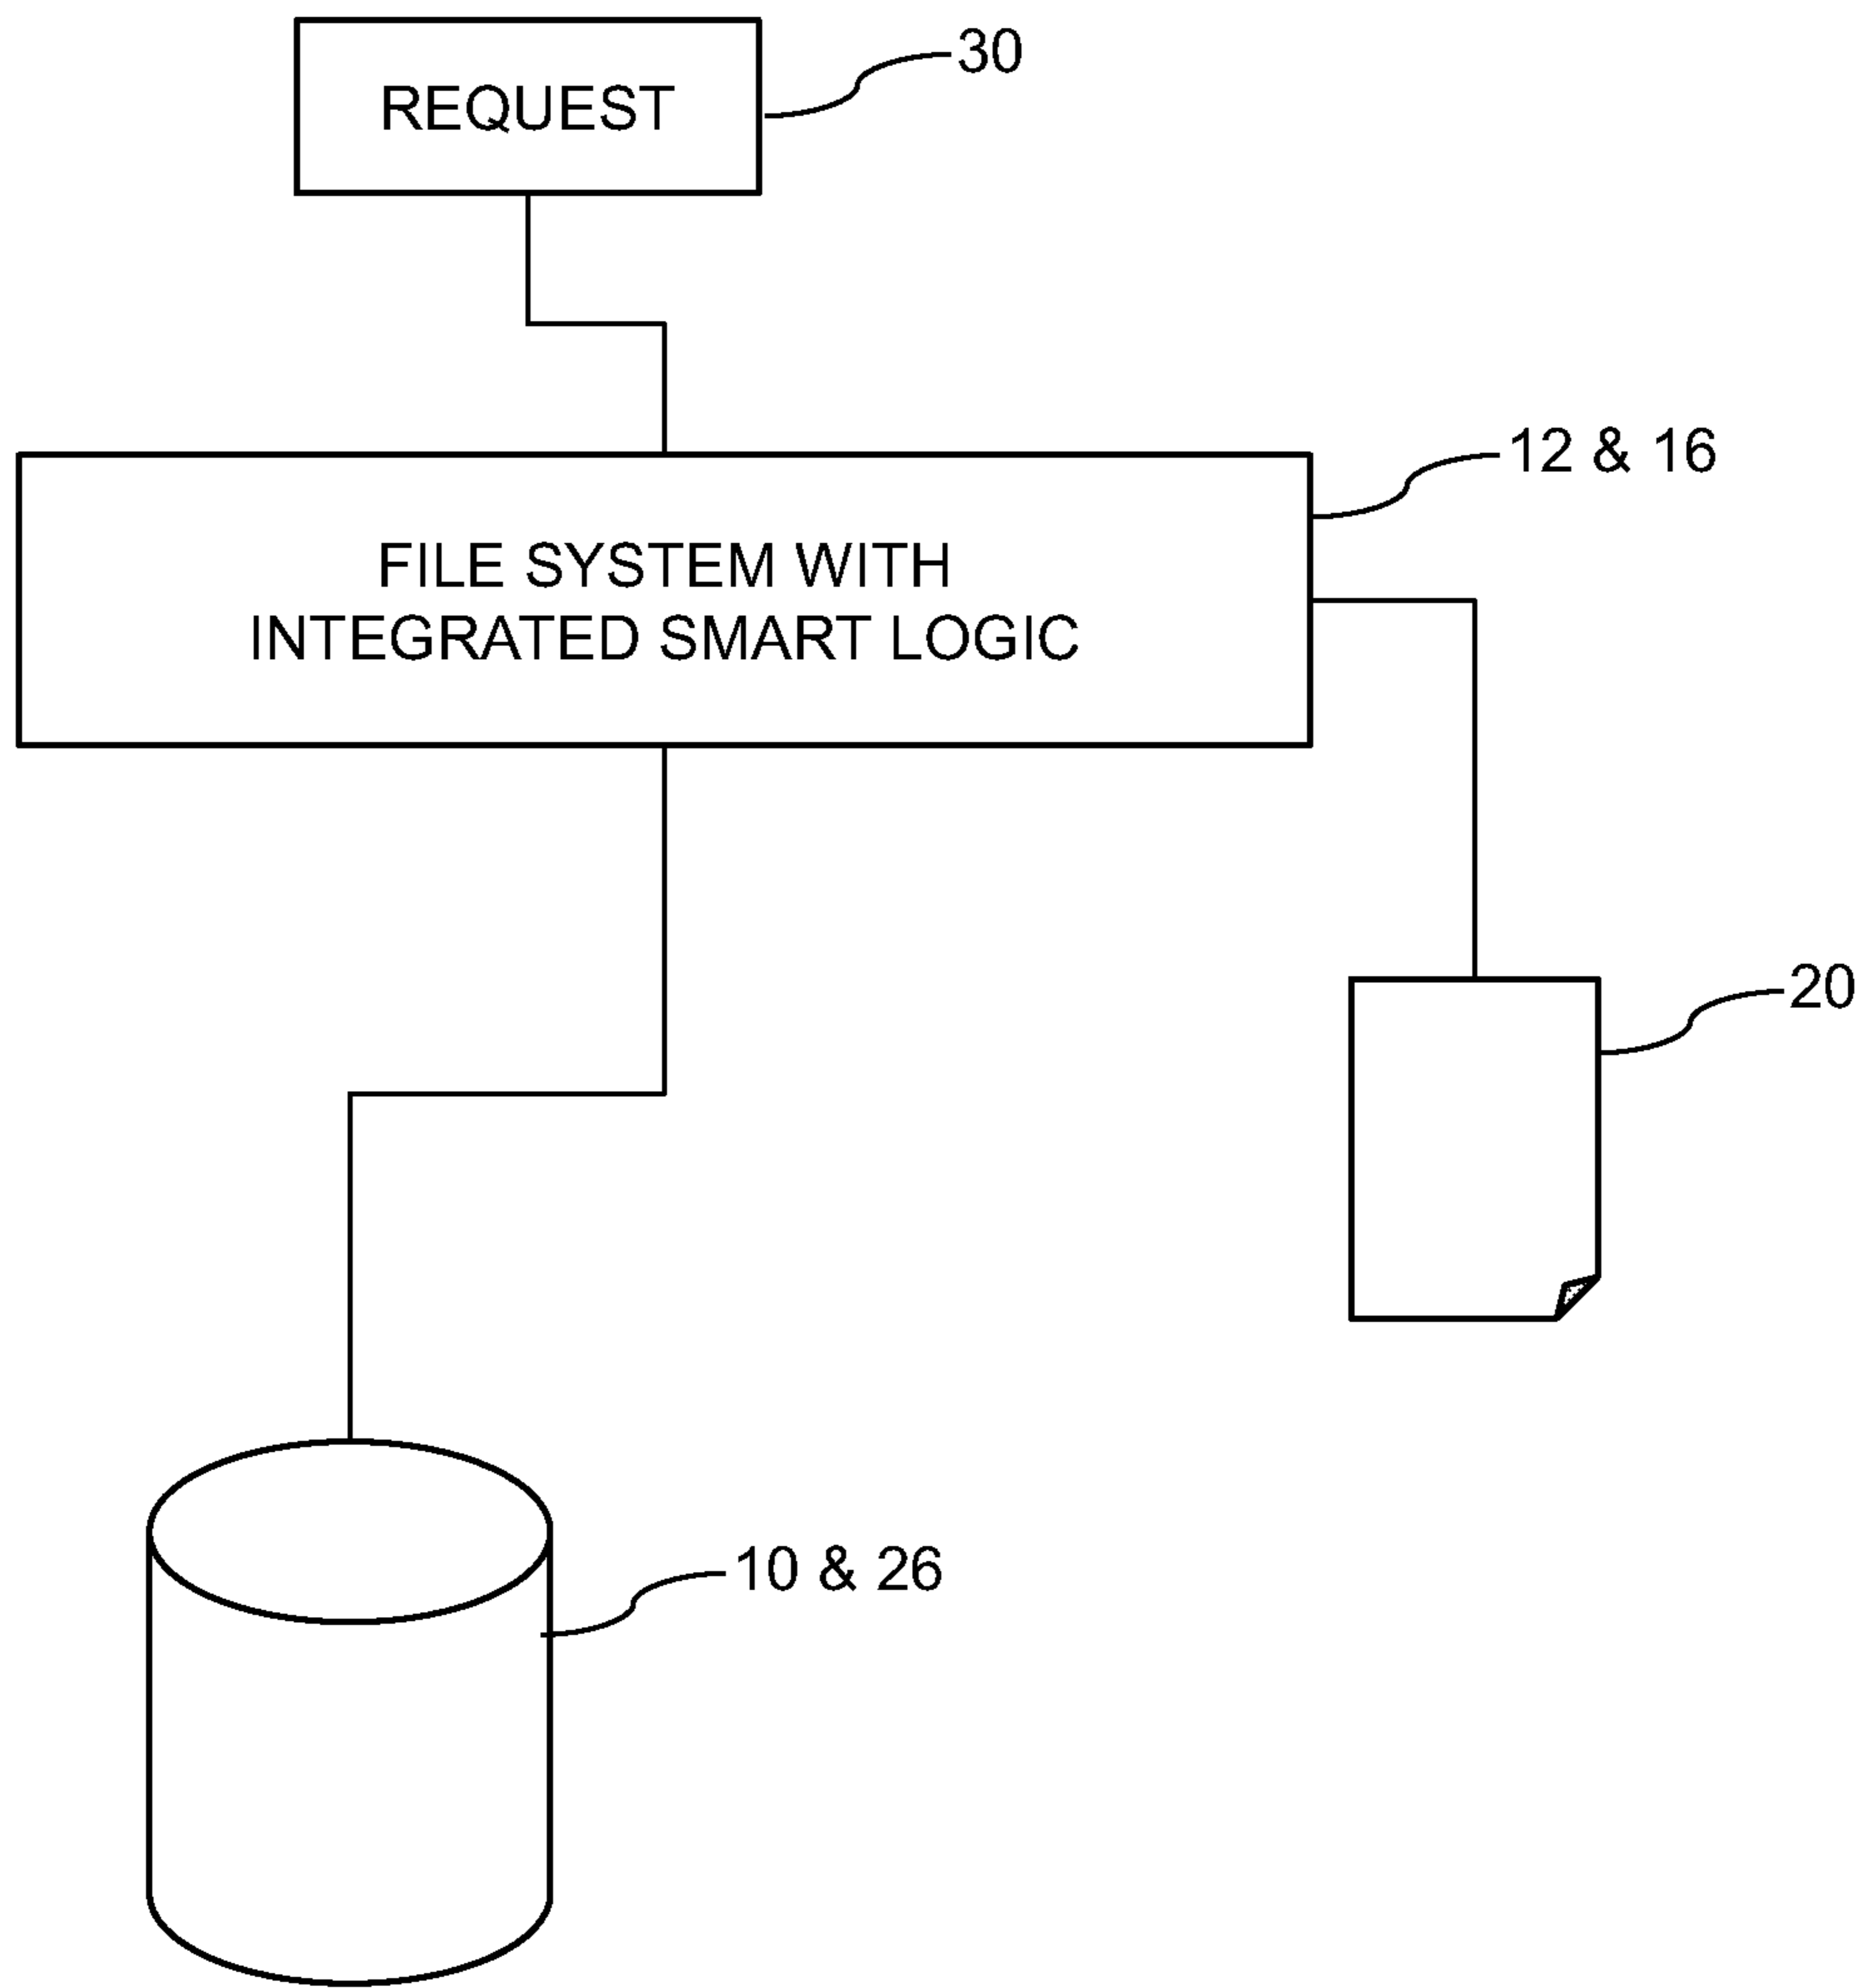 REQUEST
30
12 & 16
FILE SYSTEM WITH
INTEGRATED SMART LOGIC
20
10 & 26